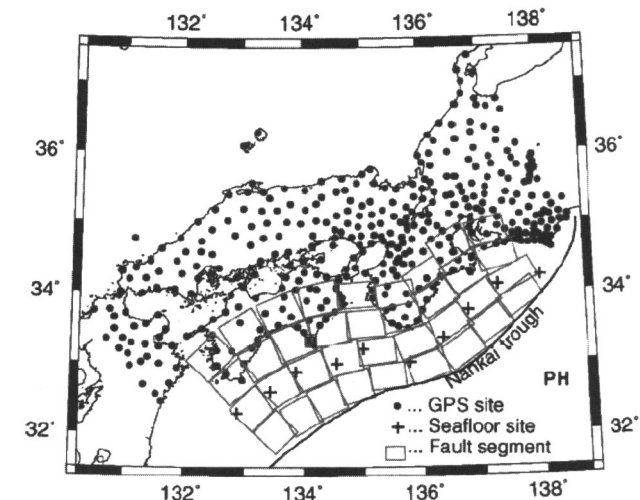 132° 134° 136° 138°
36° 36°
34° 34°
Nankai trough
PH
● ... GPS site
+ ... Seafloor site
□ ... Fault segment
32° 32°
132° 134° 136° 138°